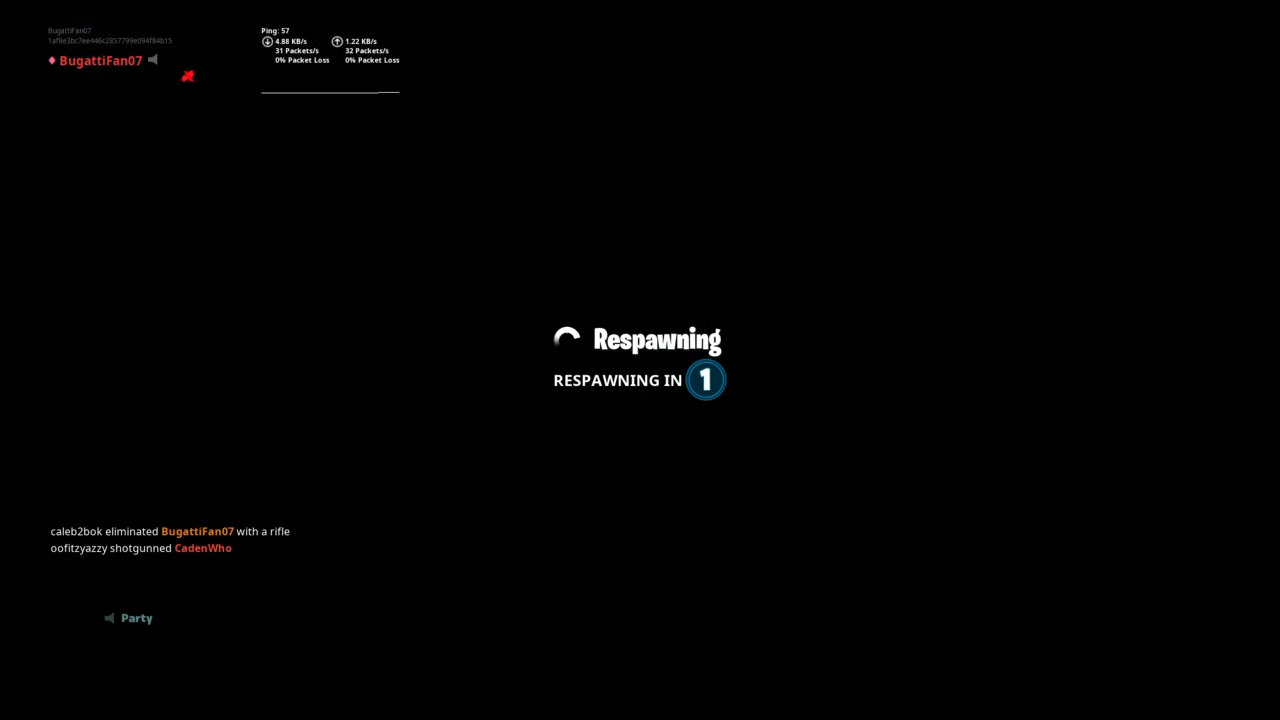 BugattiFan07
1af8e3bc7ee446c2857799e094f84b15
BugattiFan07
Ping: 57
4.88 KB/s 1.22 KB/s
31 Packets/s 32 Packets/s
0% Packet Loss 0% Packet Loss
Respawning
RESPAWNING IN 1
caleb2bok eliminated BugattiFan07 with a rifle
oofitzyazzy shotgunned CadenWho
Party